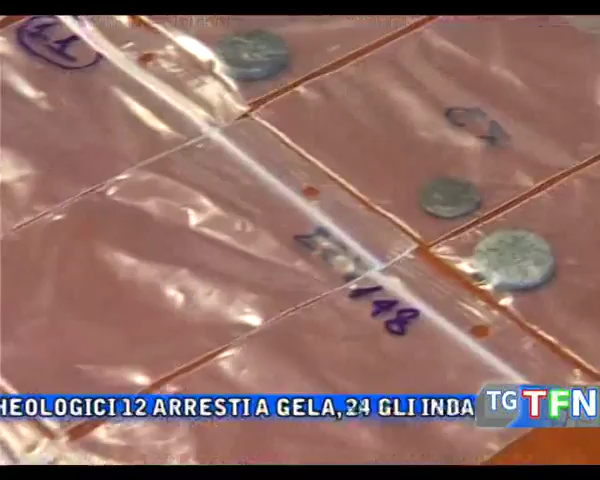 11
148
HEOLOGICI 12 ARRESTI A GELA, 24 GLI INDA
TG TFN